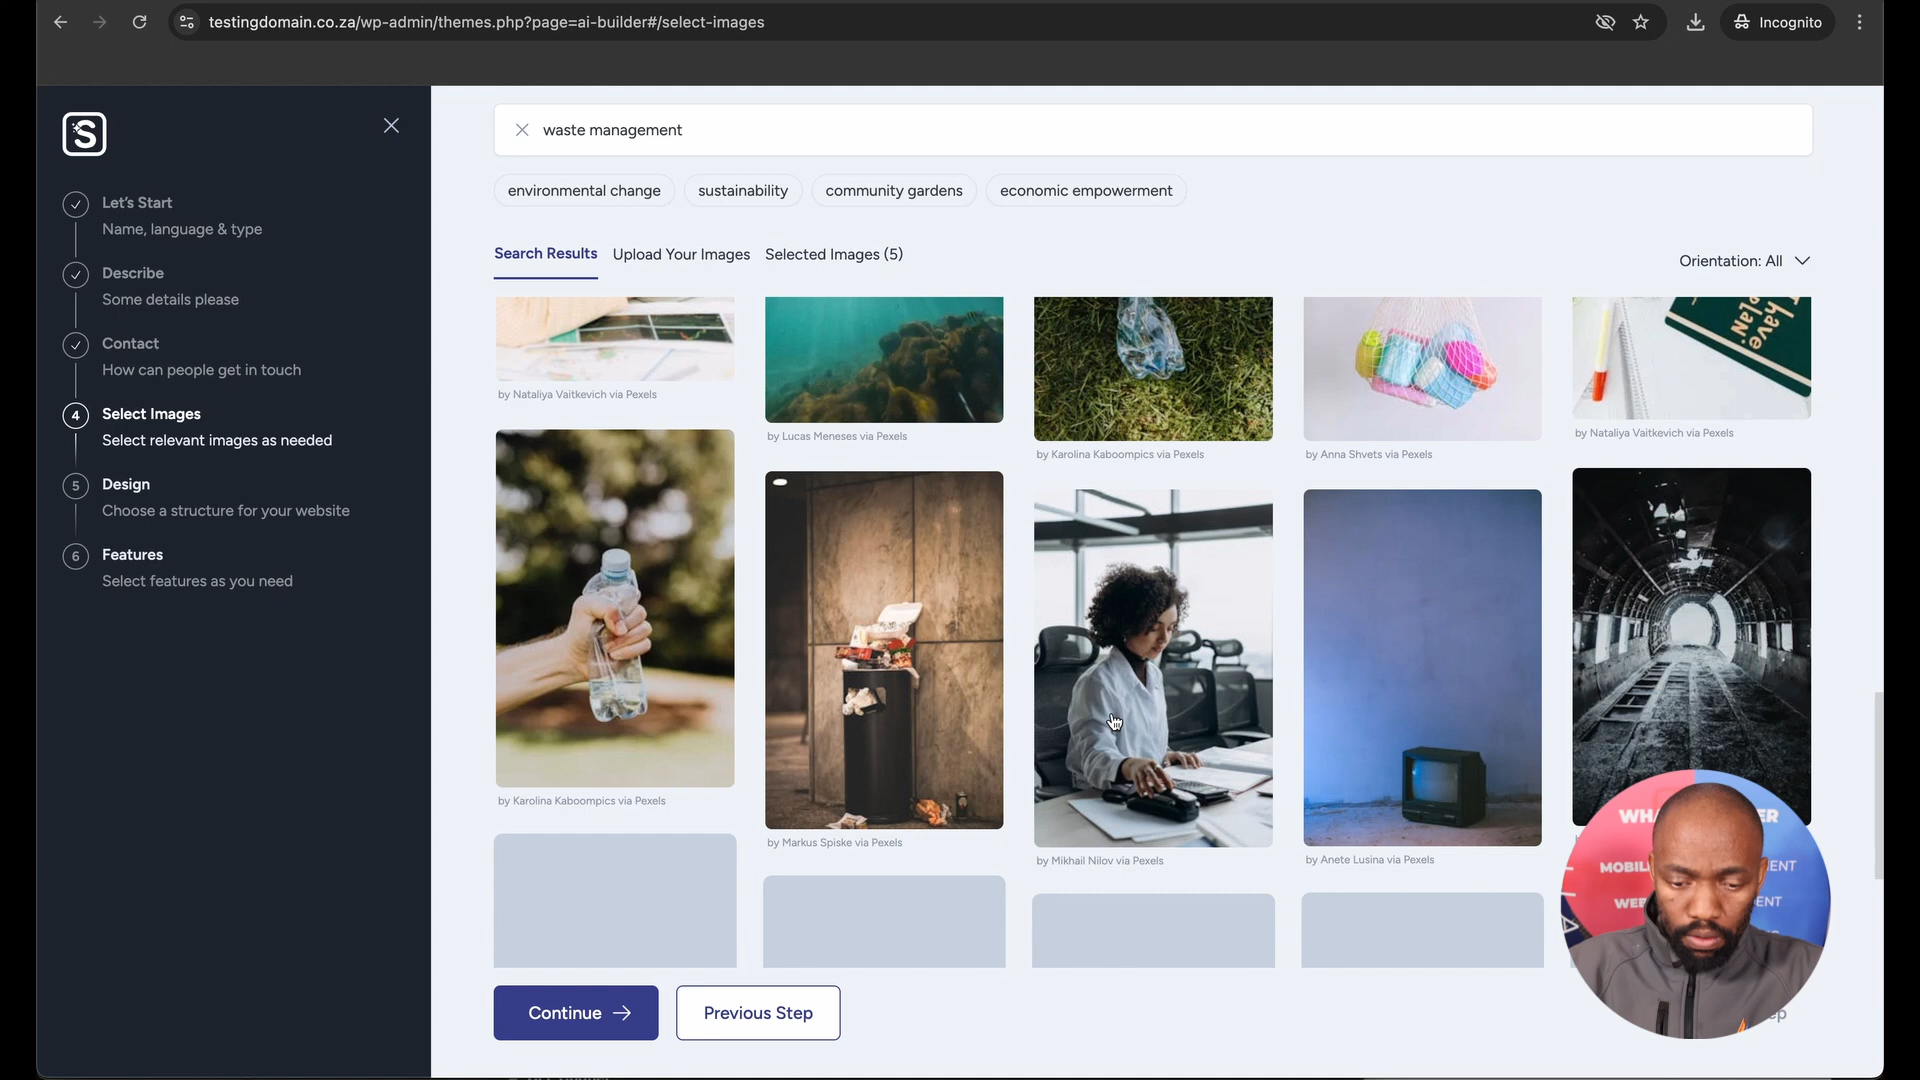 testingdomain.co.za/wp-admin/themes.php?page=ai-builder#/select-images
Incognito
S
Let's Start
Name, language & type
Describe
Some details please
Contact
How can people get in touch
4
Select Images
Select relevant images as needed
5
Design
Choose a structure for your website
6
Features
Select features as you need
waste management
environmental change
sustainability
community gardens
economic empowerment
Search Results
Upload Your Images
Selected Images (5)
Orientation: All
have
plan
by Nataliya Vaitkevich via Pexels
by Lucas Meneses via Pexels
by Karolina Kaboompics via Pexels
by Anna Shvets via Pexels
by Nataliya Vaitkevich via Pexels
by Karolina Kaboompics via Pexels
by Markus Spiske via Pexels
by Mikhail Nilov via Pexels
by Anete Lusina via Pexels
Continue
Previous Step